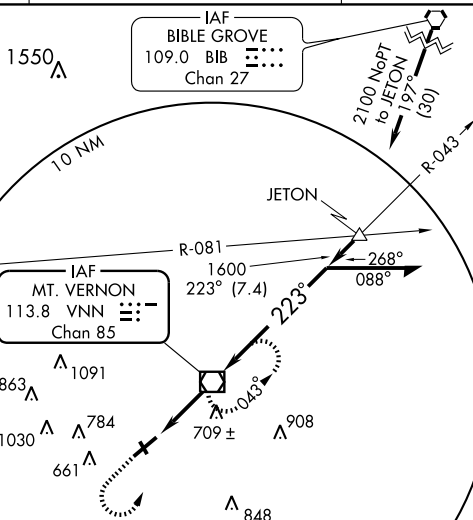 IAF
BIBLE GROVE
109.0 BIB
Chan 27
1550
2100 NoPT
to JETON
197°
(30)
10 NM
R-043
JETON
R-081
1600
223° (7.4)
268°
088°
IAF
MT. VERNON
113.8 VNN
Chan 85
223°
1091
863
043°
784
1030
709 ±
908
661
848